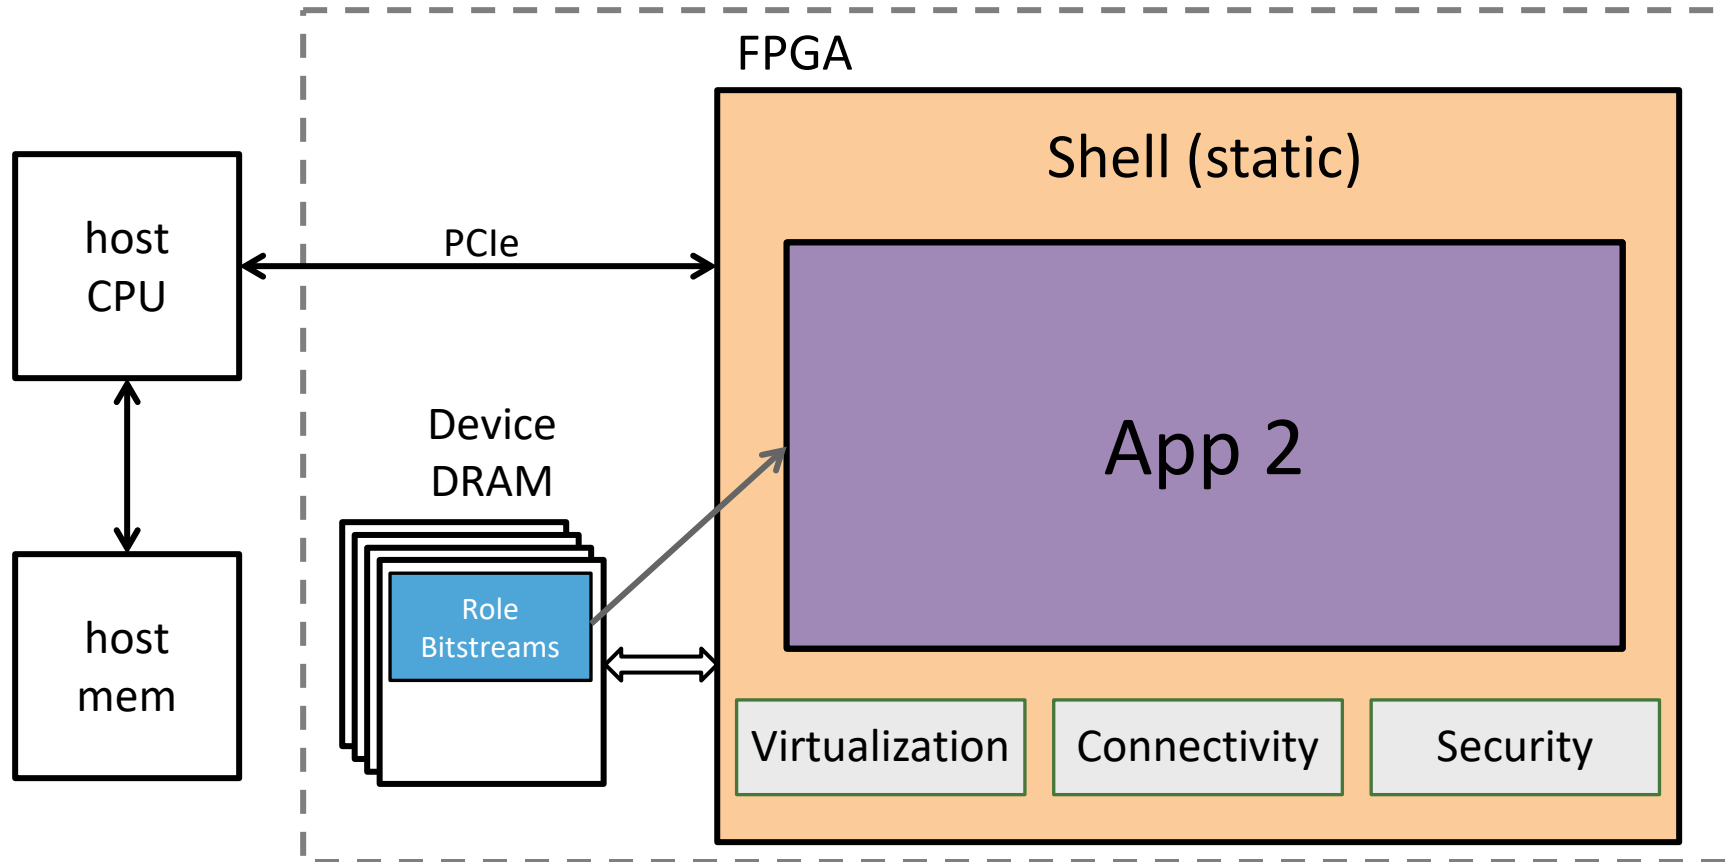 FPGA
Shell (static)
host
CPU
PCIe
App 2
Device
DRAM
Role
Bitstreams
host
mem
Virtualization
Connectivity
Security